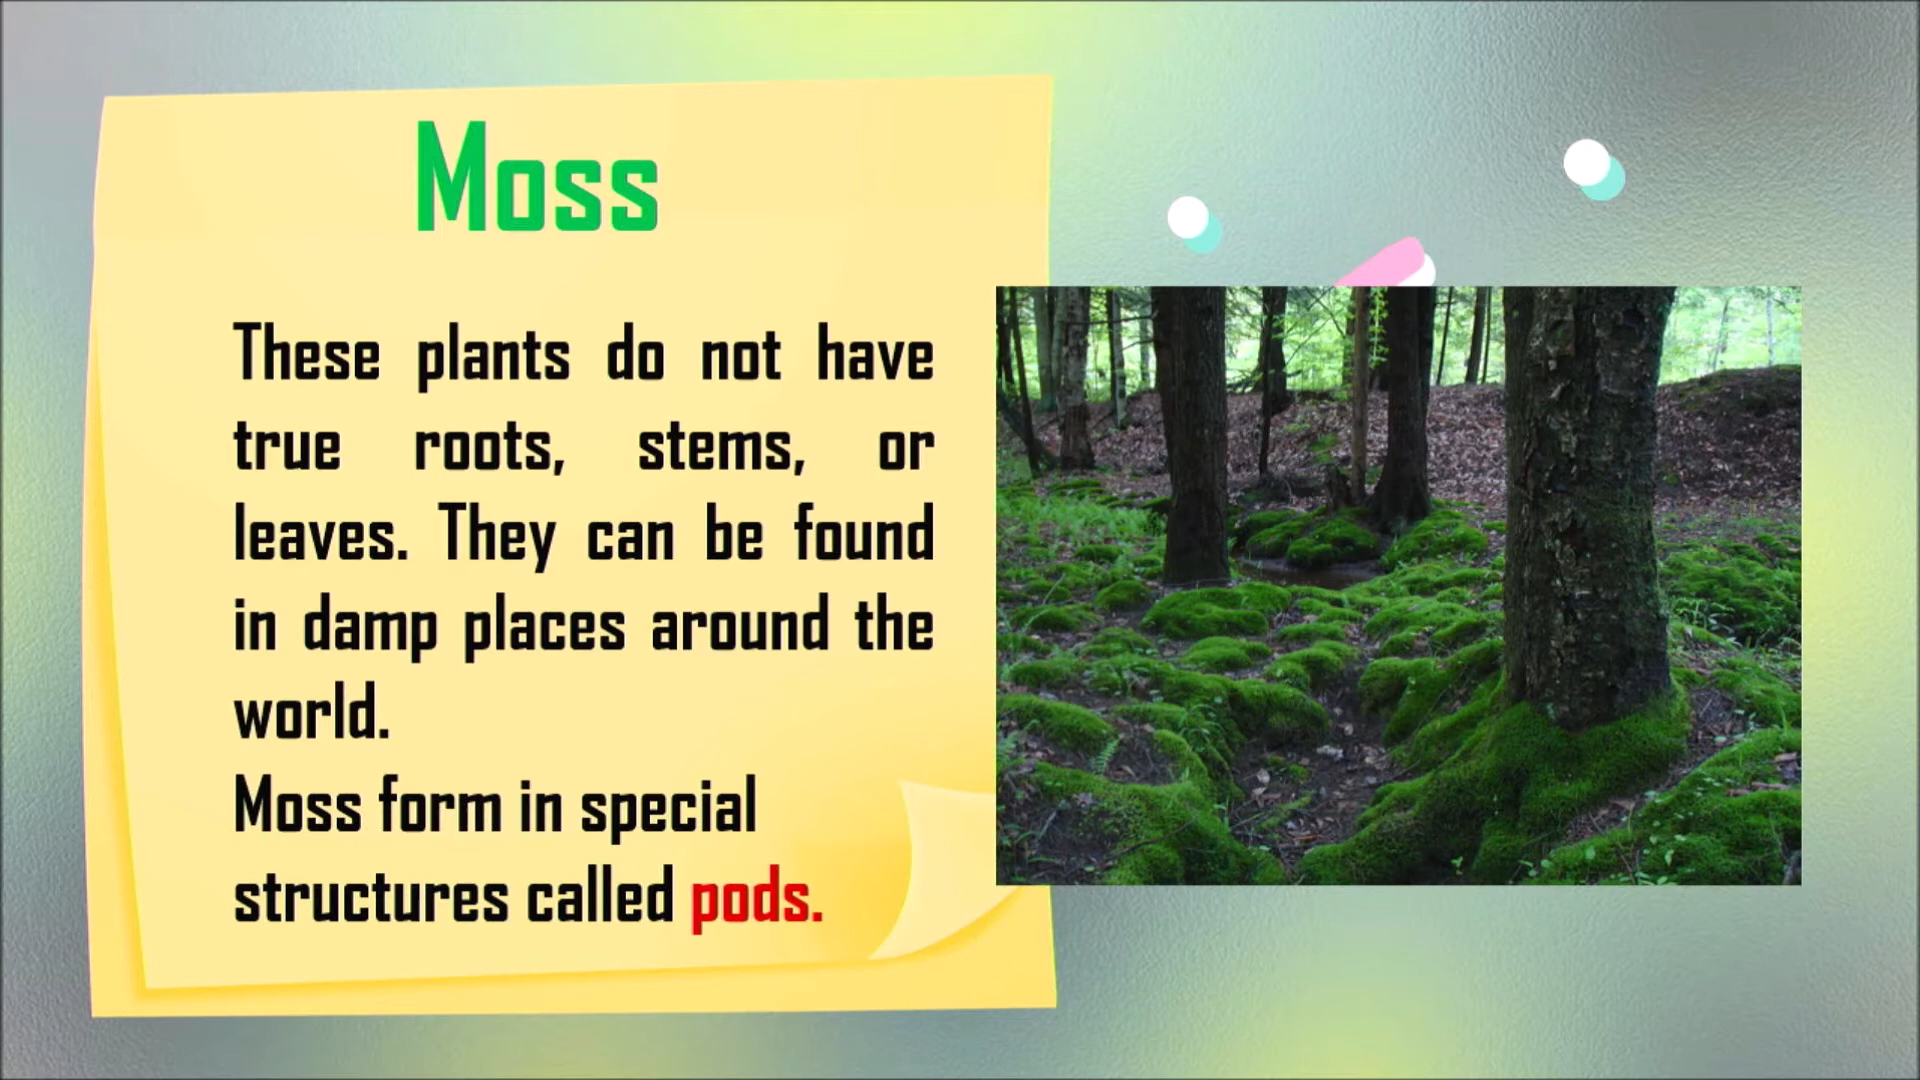 Moss
These plants do not have
true roots, stems, or
leaves. They can be found
in damp places around the
world.
Moss form in special
structures called pods.